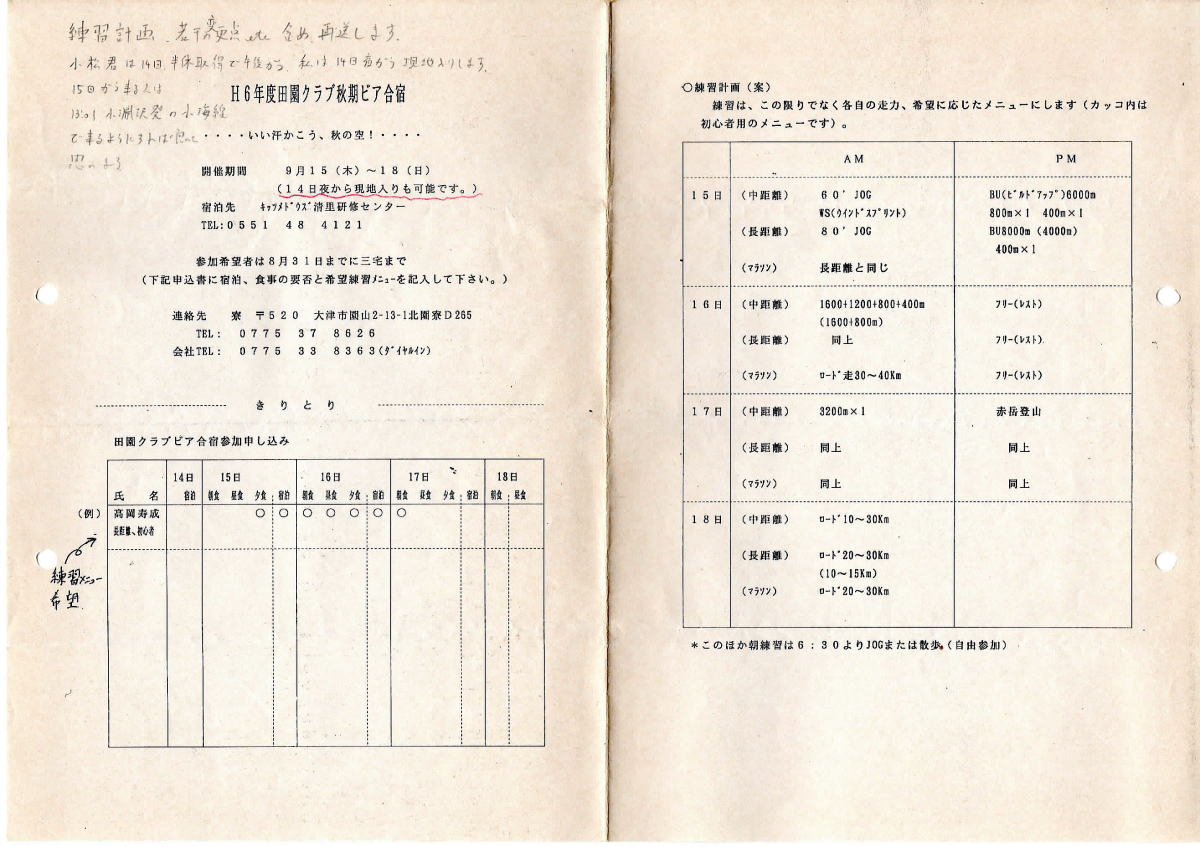 練習計画、若干変更点 etc 含め 再送します。
小松君は14日、半休取得で午後から、私は14日夜から現地入りします。
15日から来る人は
小淵沢発の小海線
で来るようにすれば良いと
思います
H6年度田園クラブ秋期ビア合宿
・・・・いい汗かこう、秋の空！・・・・
開催期間 9月15（木）～18（日）
（14日夜から現地入りも可能です。）
宿泊先 ｷｬｯﾂﾒﾄﾞｳｽﾞ清里研修センター
TEL:0551 48 4121
参加希望者は8月31日までに三宅まで
（下記申込書に宿泊、食事の要否と希望練習ﾒﾆｭｰを記入して下さい。）
連絡先 寮 〒520 大津市園山2-13-1北園寮D265
TEL： 0775 37 8626
会社TEL： 0775 33 8363(ﾀﾞｲﾔﾙｲﾝ)
きりとり
田園クラブビア合宿参加申し込み
14日 15日 16日 17日 18日
氏 名 宿泊 朝食 昼食 夕食 宿泊 朝食 昼食 夕食 宿泊 朝食 昼食 夕食 宿泊 朝食 昼食
（例） 高岡寿成 ○ ○ ○ ○ ○ ○ ○
長距離、初心者
練習メニュー
希望
○練習計画（案）
練習は、この限りでなく各自の走力、希望に応じたメニューにします（カッコ内は
初心者用のメニューです）。
AM PM
15日 （中距離） 60’JOG BU(ﾋﾞﾙﾄﾞｱｯﾌﾟ)6000m
WS(ｳｲﾝﾄﾞｽﾌﾟﾘﾝﾄ) 800m×1 400m×1
（長距離） 80’JOG BU8000m (4000m)
400m×1
（ﾏﾗｿﾝ） 長距離と同じ
16日 （中距離） 1600+1200+800+400m ﾌﾘｰ(ﾚｽﾄ)
(1600+800m)
（長距離） 同上 ﾌﾘｰ(ﾚｽﾄ)
（ﾏﾗｿﾝ） ﾛｰﾄﾞ走30～40Km ﾌﾘｰ(ﾚｽﾄ)
17日 （中距離） 3200m×1 赤岳登山
（長距離） 同上 同上
（ﾏﾗｿﾝ） 同上 同上
18日 （中距離） ﾛｰﾄﾞ10～30Km
（長距離） ﾛｰﾄﾞ20～30Km
(10～15Km)
（ﾏﾗｿﾝ） ﾛｰﾄﾞ20～30Km
＊このほか朝練習は6：30よりJOGまたは散歩。（自由参加）